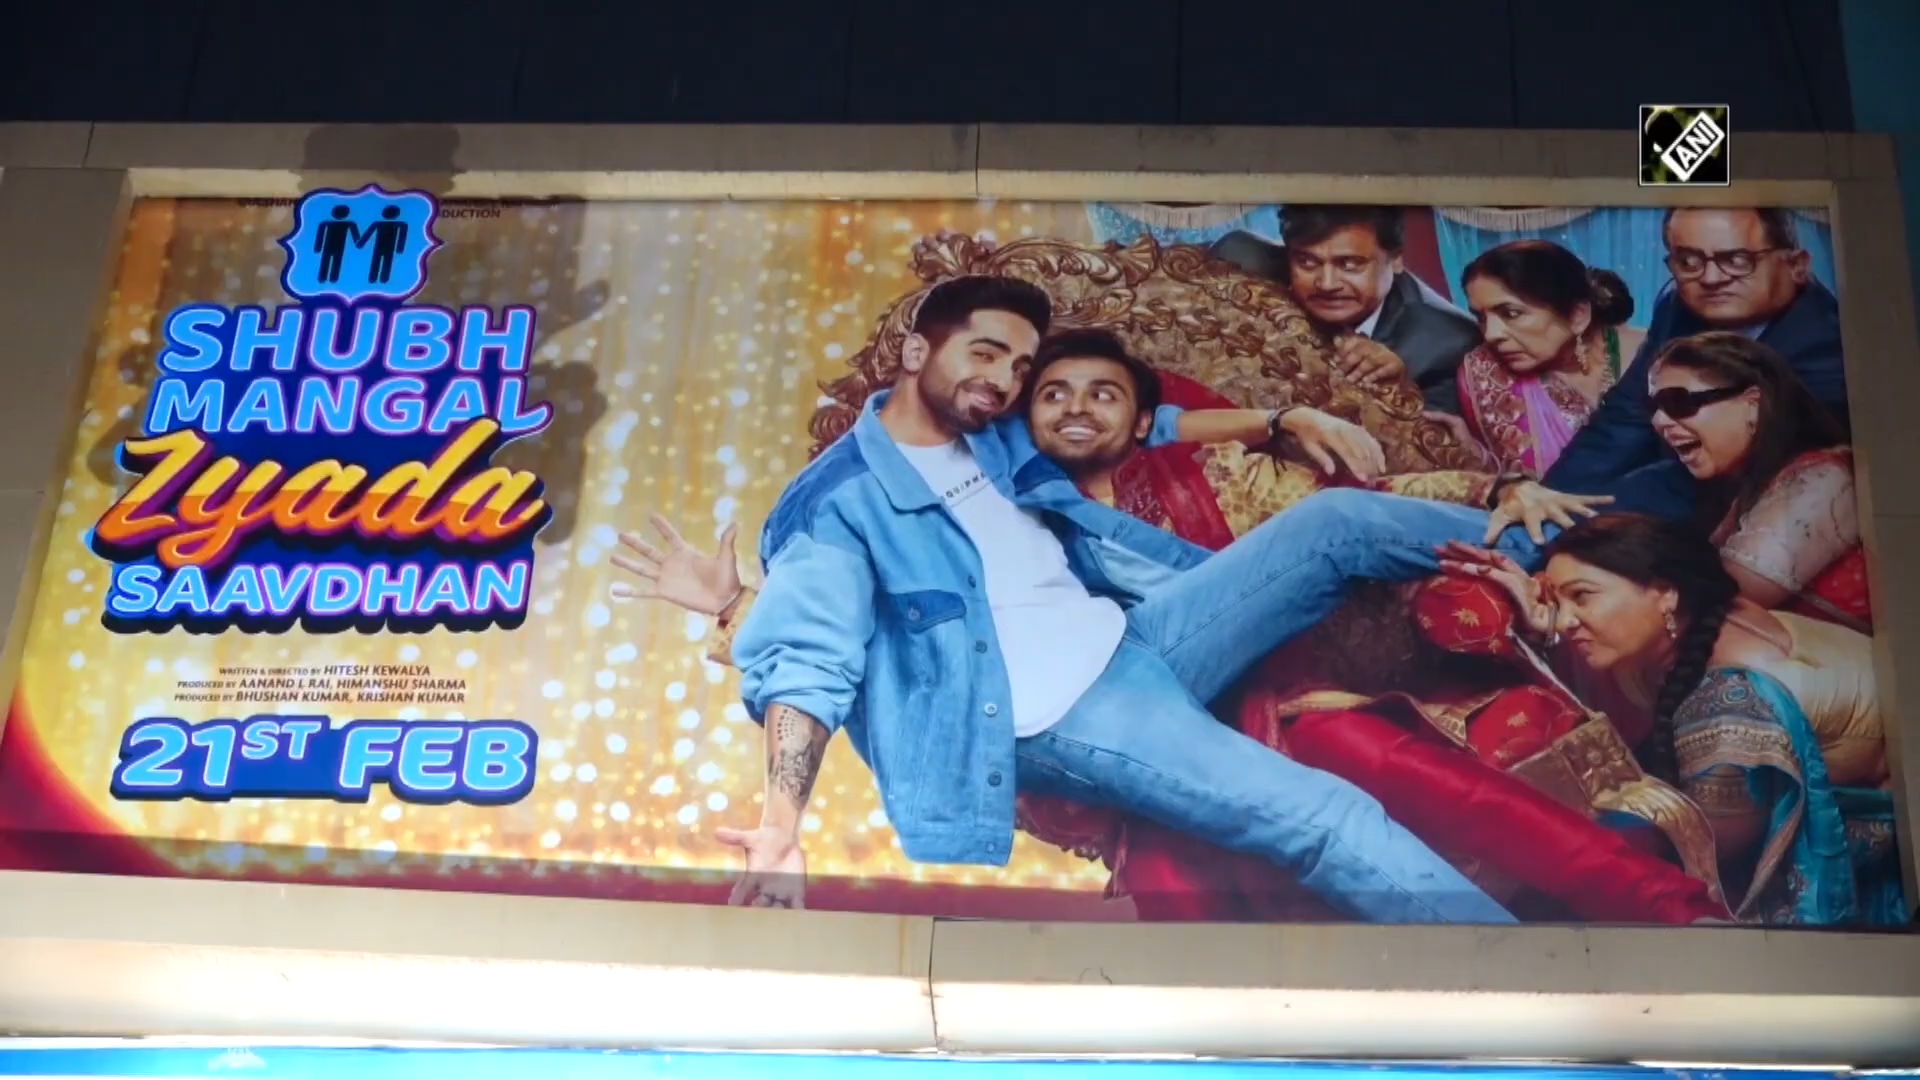 DUCTION
SHUBH
MANGAL
Zyada
SAAVDHAN
WRITTEN & DIRECTED BY HITESH KEWALYA
PRODUCED BY AANAND L RAI, HIMANSHU SHARMA
PRODUCED BY BHUSHAN KUMAR, KRISHAN KUMAR
21ST FEB
ANI